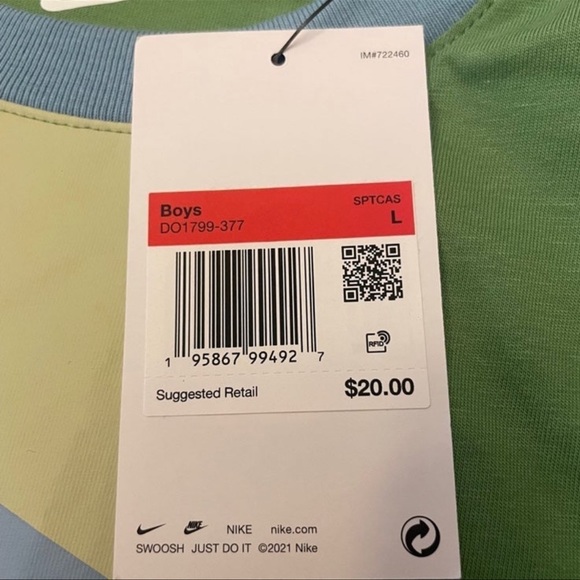 IM#722460
Boys SPTCAS
DO1799-377 L
1 95867 99492 7
RFID
Suggested Retail $20.00
NIKE NIKE nike.com
SWOOSH JUST DO IT ©2021 Nike